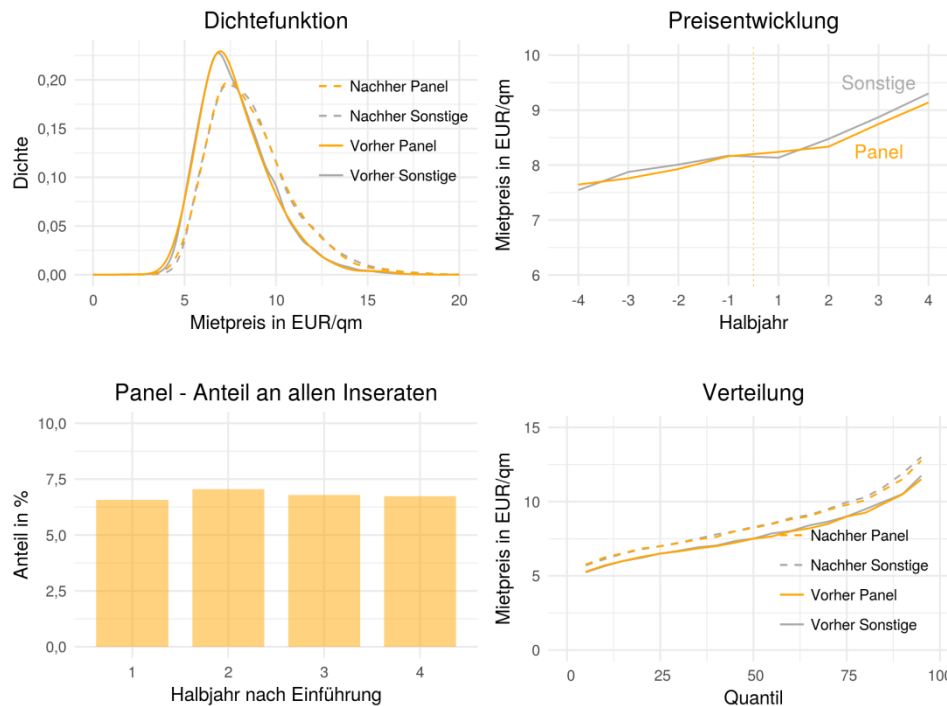 Dichtefunktion
0,20
0,15
0,10
0,05
0,00
Dichte
0
5
10
15
20
Mietpreis in EUR/qm
Nachher Panel
Nachher Sonstige
Vorher Panel
Vorher Sonstige
Preisentwicklung
10
9
8
7
6
Mietpreis in EUR/qm
Sonstige
Panel
-4
-3
-2
-1
1
2
3
4
Halbjahr
Panel - Anteil an allen Inseraten
10,0
7,5
5,0
2,5
0,0
Anteil in %
1
2
3
4
Halbjahr nach Einführung
Verteilung
15
10
5
0
Mietpreis in EUR/qm
Nachher Panel
Nachher Sonstige
Vorher Panel
Vorher Sonstige
0
25
50
75
100
Quantil